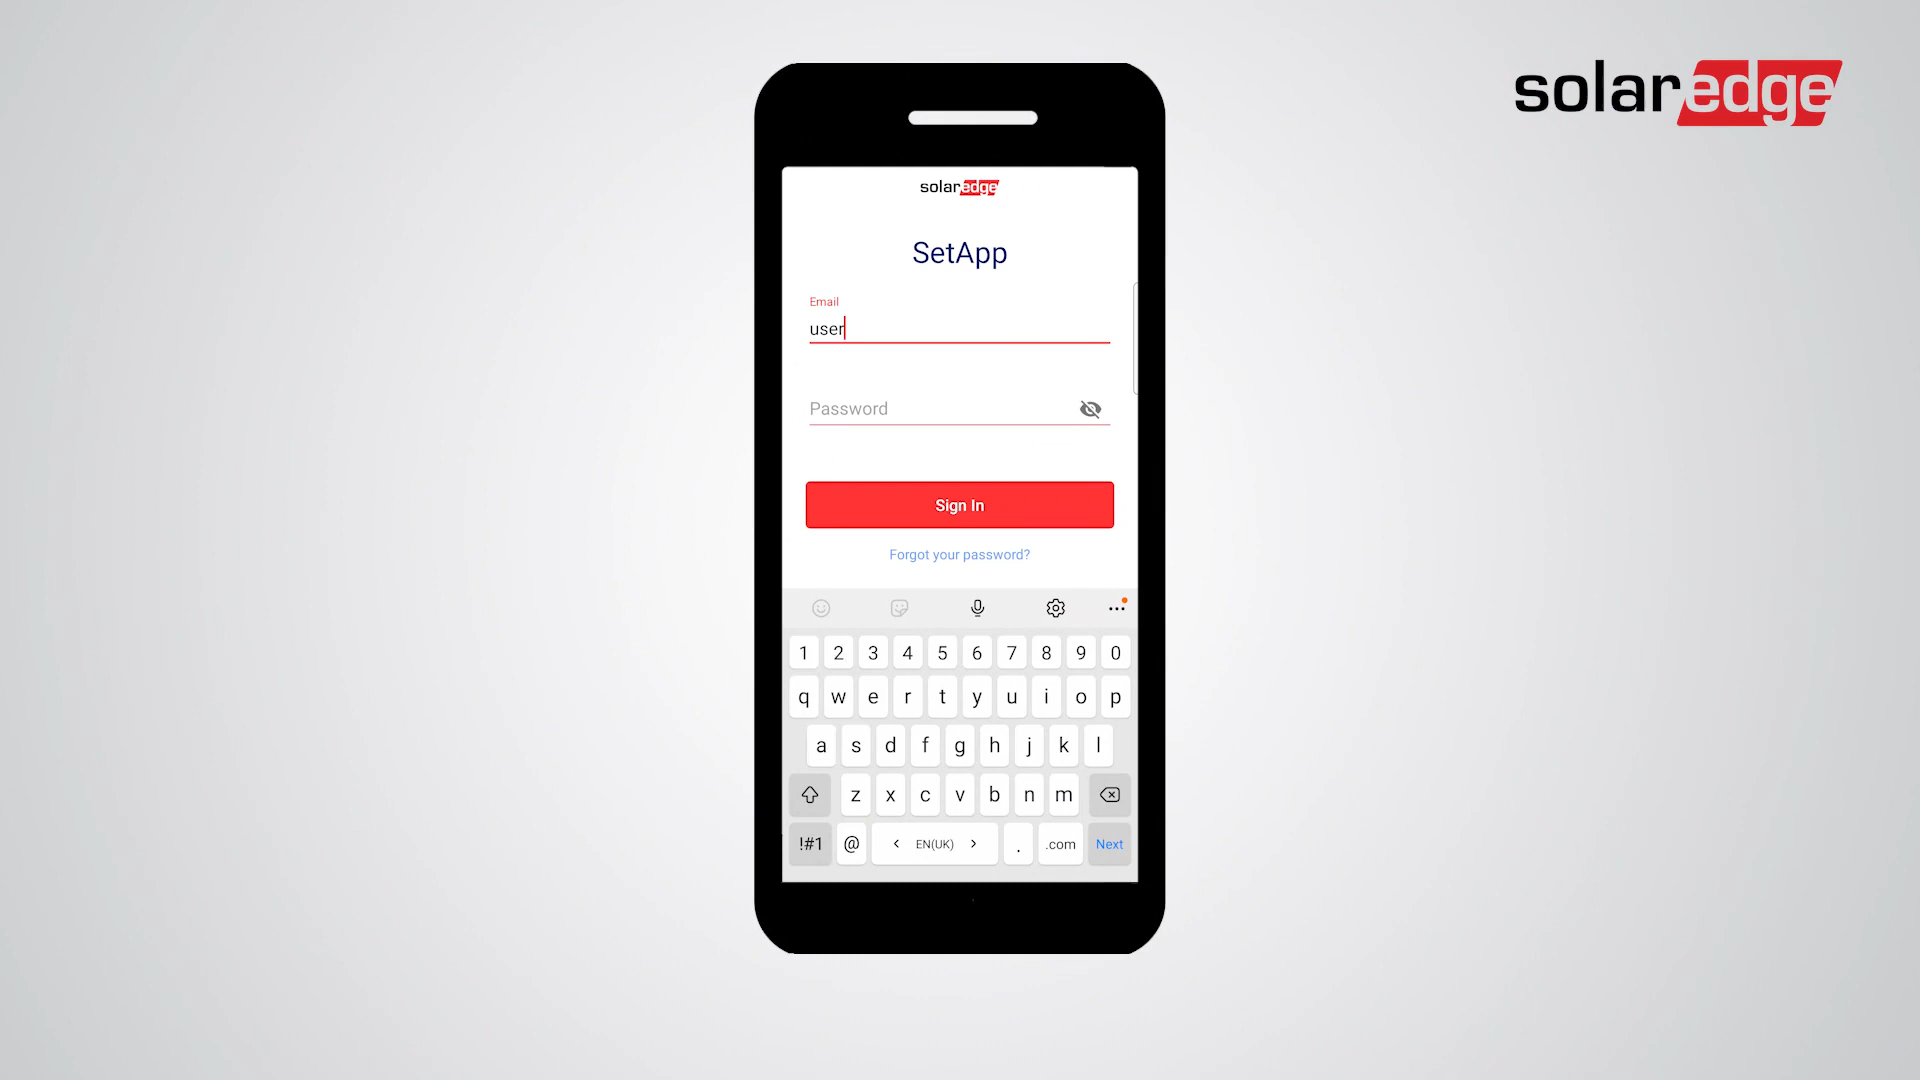 solaredge
solaredge
SetApp
Email
user
Password
Sign In
Forgot your password?
1 2 3 4 5 6 7 8 9 0
q w e r t y u i o p
a s d f g h j k l
z x c v b n m
!#1 @ < EN(UK) > . .com Next